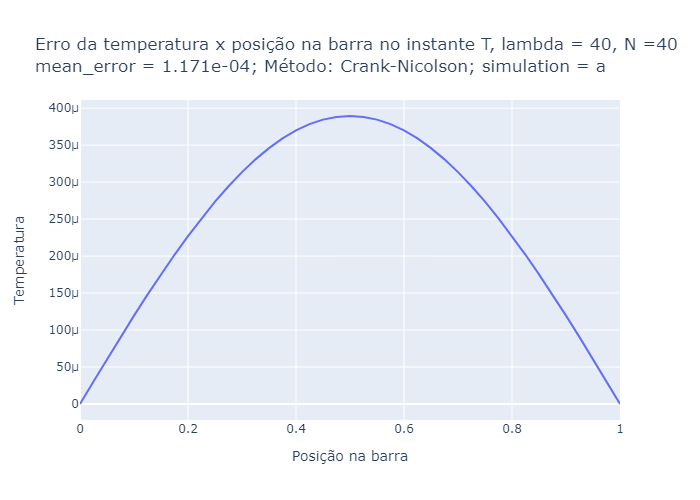 Erro da temperatura x posição na barra no instante T, lambda = 40, N =40
mean_error = 1.171e-04; Método: Crank-Nicolson; simulation = a
400μ
350μ
300μ
250μ
200μ
150μ
100μ
50μ
0
Temperatura
0
0.2
0.4
0.6
0.8
1
Posição na barra